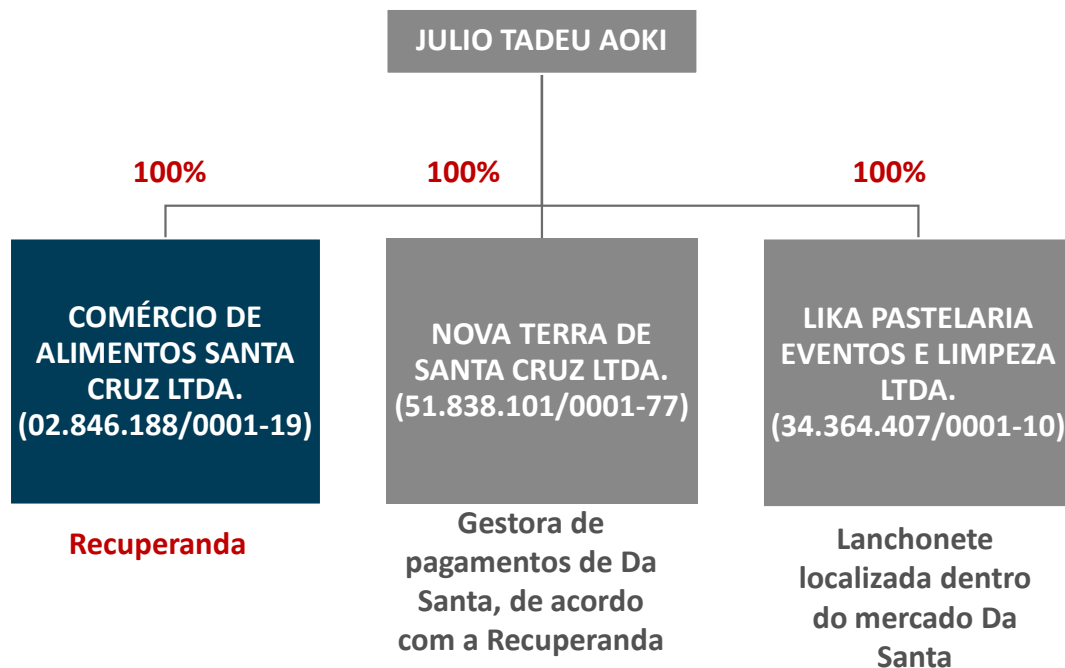 JULIO TADEU AOKI
100%
100%
100%
COMÉRCIO DE
ALIMENTOS SANTA
CRUZ LTDA.
(02.846.188/0001-19)
Recuperanda
NOVA TERRA DE
SANTA CRUZ LTDA.
(51.838.101/0001-77)
Gestora de
pagamentos de Da
Santa, de acordo
com a Recuperanda
LIKA PASTELARIA
EVENTOS E LIMPEZA
LTDA.
(34.364.407/0001-10)
Lanchonete
localizada dentro
do mercado Da
Santa